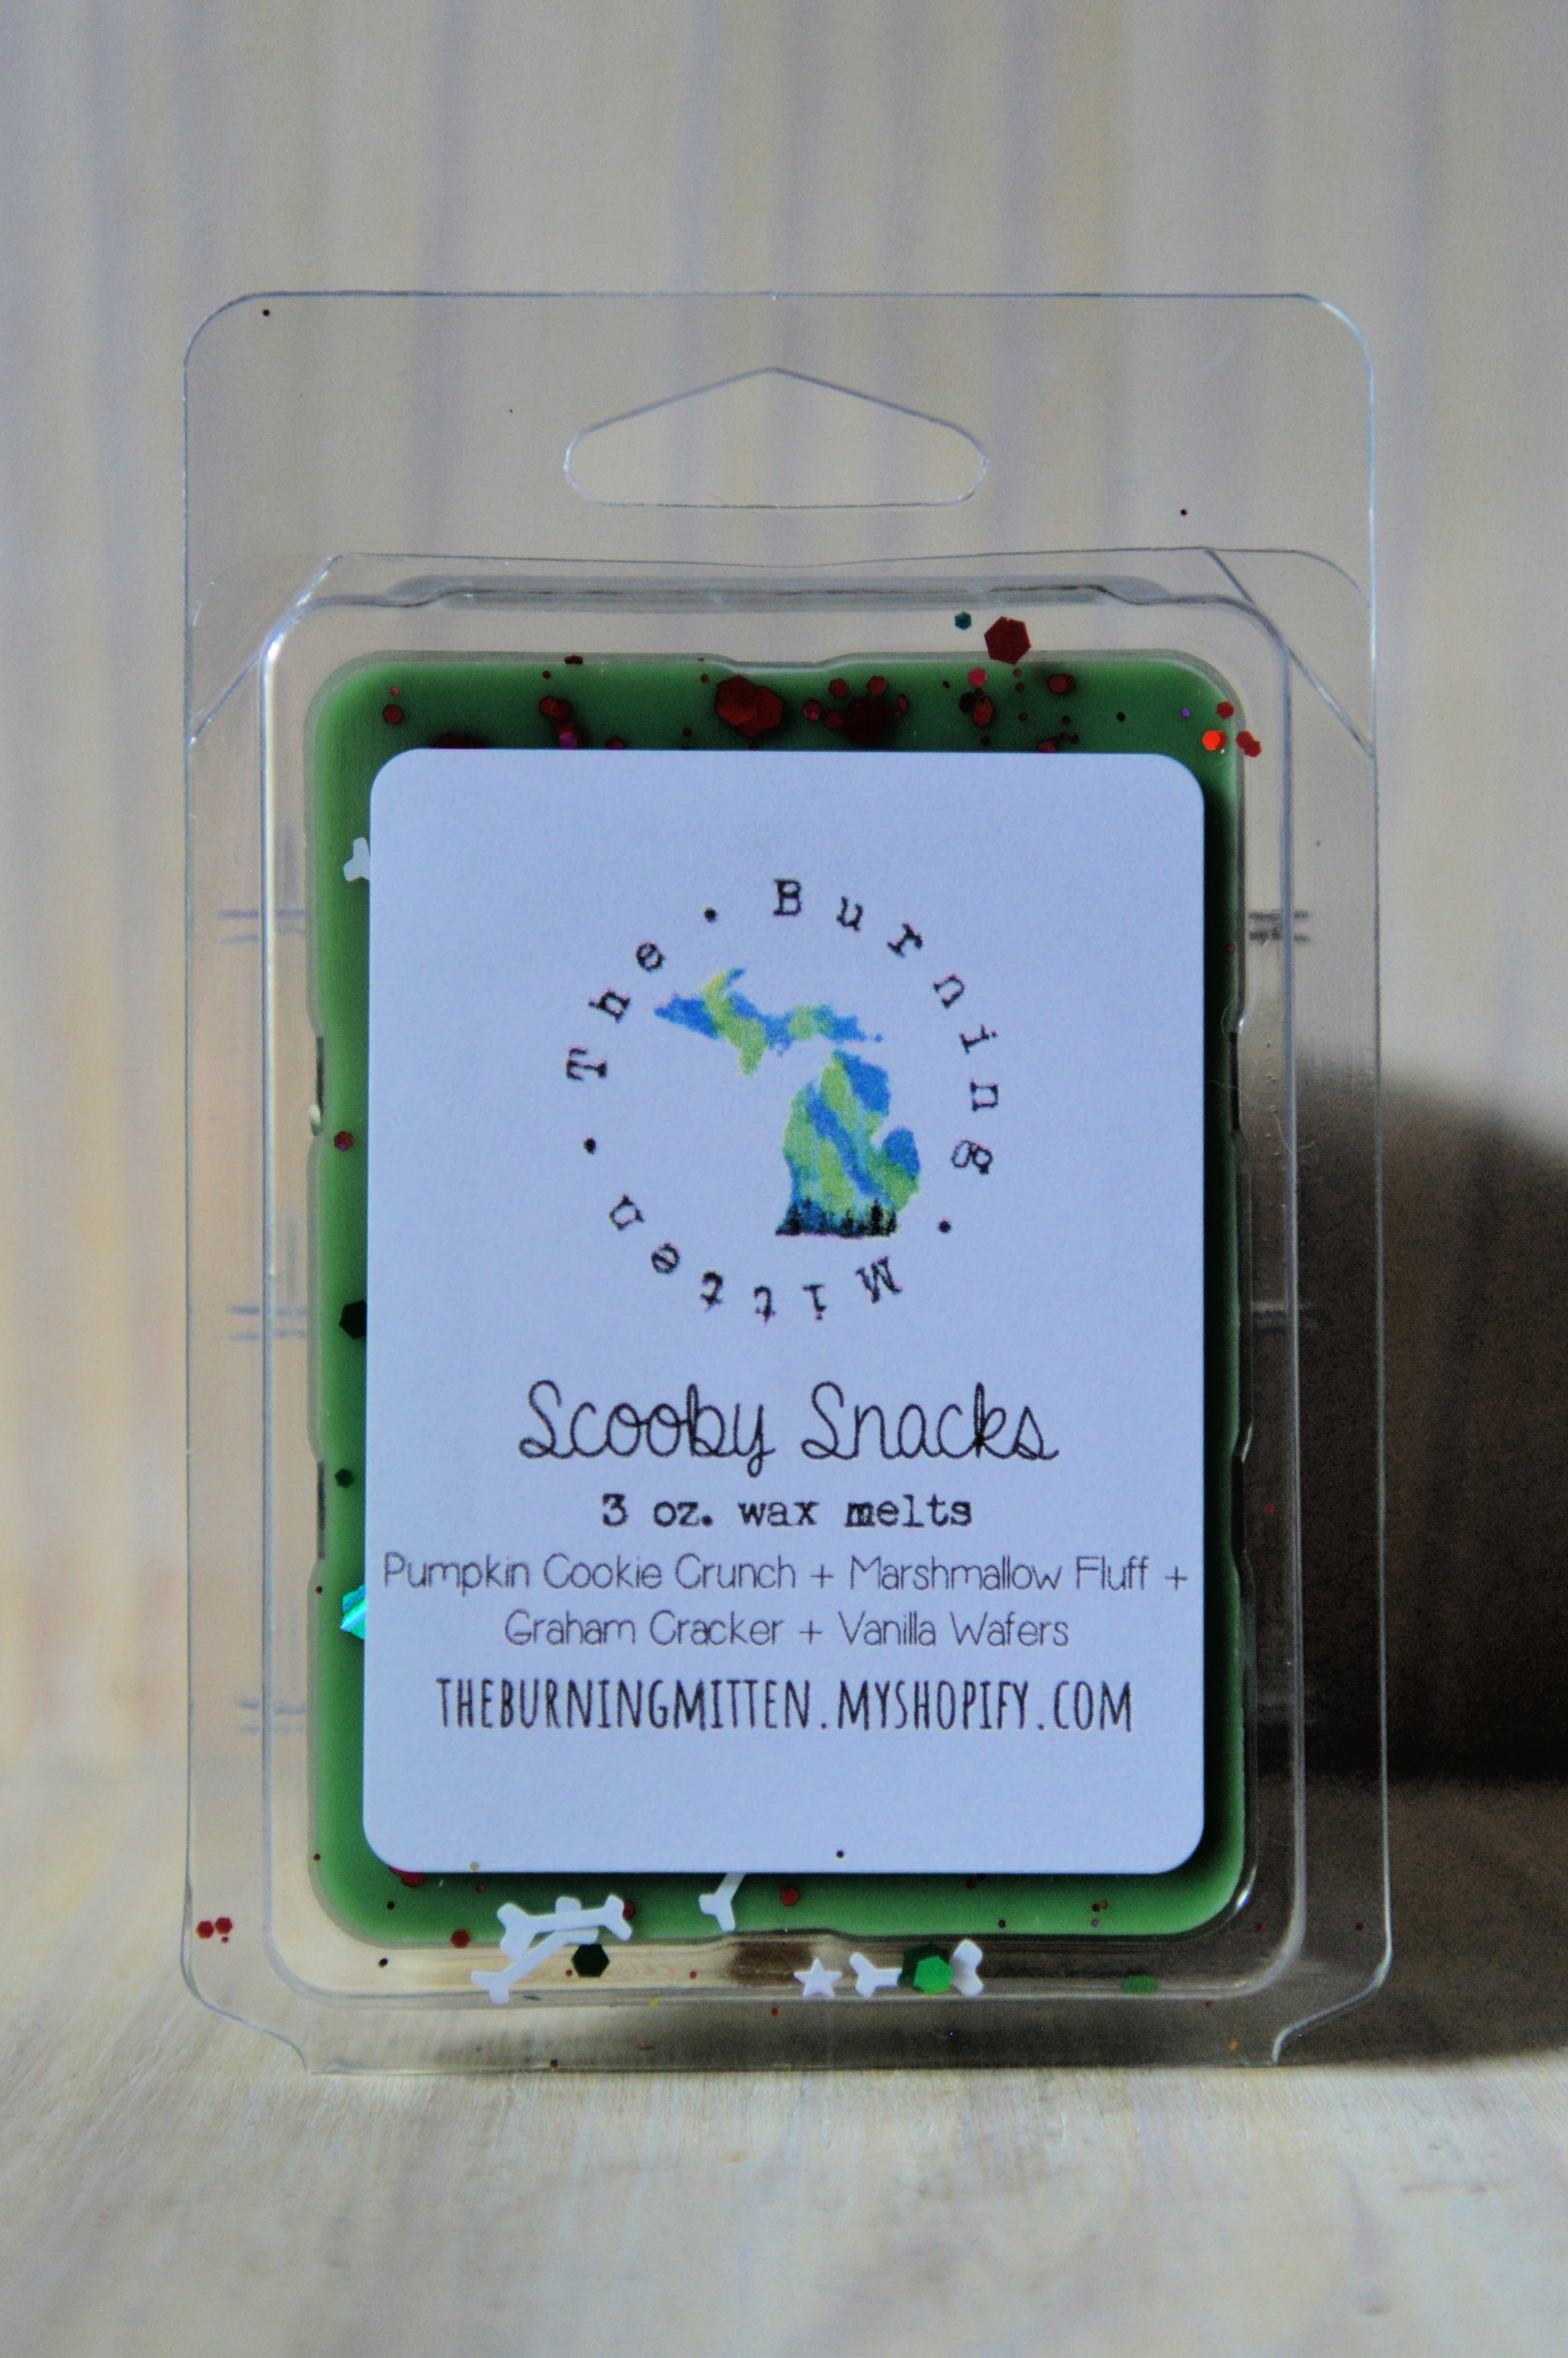 The • Burning • Mitten •
Scooby Snacks
3 oz. wax melts
Pumpkin Cookie Crunch + Marshmallow Fluff +
Graham Cracker + Vanilla Wafers
THEBURNINGMITTEN.MYSHOPIFY.COM